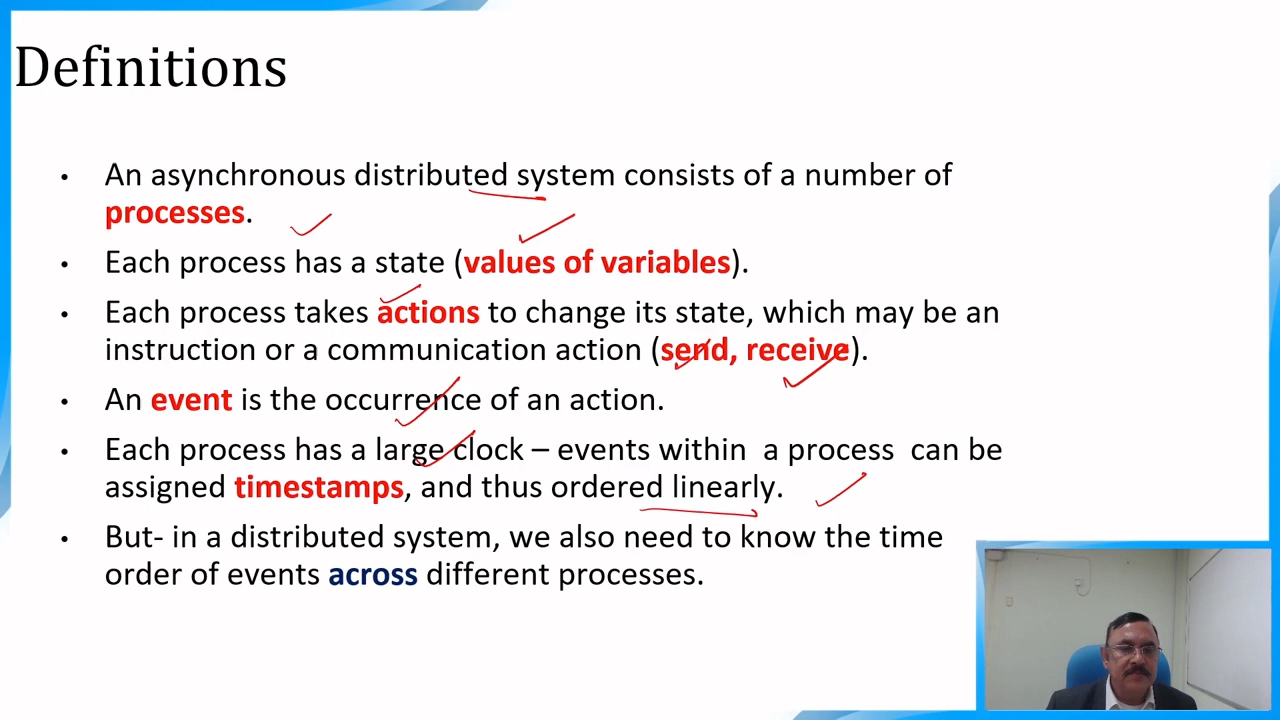 Definitions
• An asynchronous distributed system consists of a number of
processes.
• Each process has a state (values of variables).
• Each process takes actions to change its state, which may be an
instruction or a communication action (send, receive).
• An event is the occurrence of an action.
• Each process has a large clock – events within a process can be
assigned timestamps, and thus ordered linearly.
• But- in a distributed system, we also need to know the time
order of events across different processes.